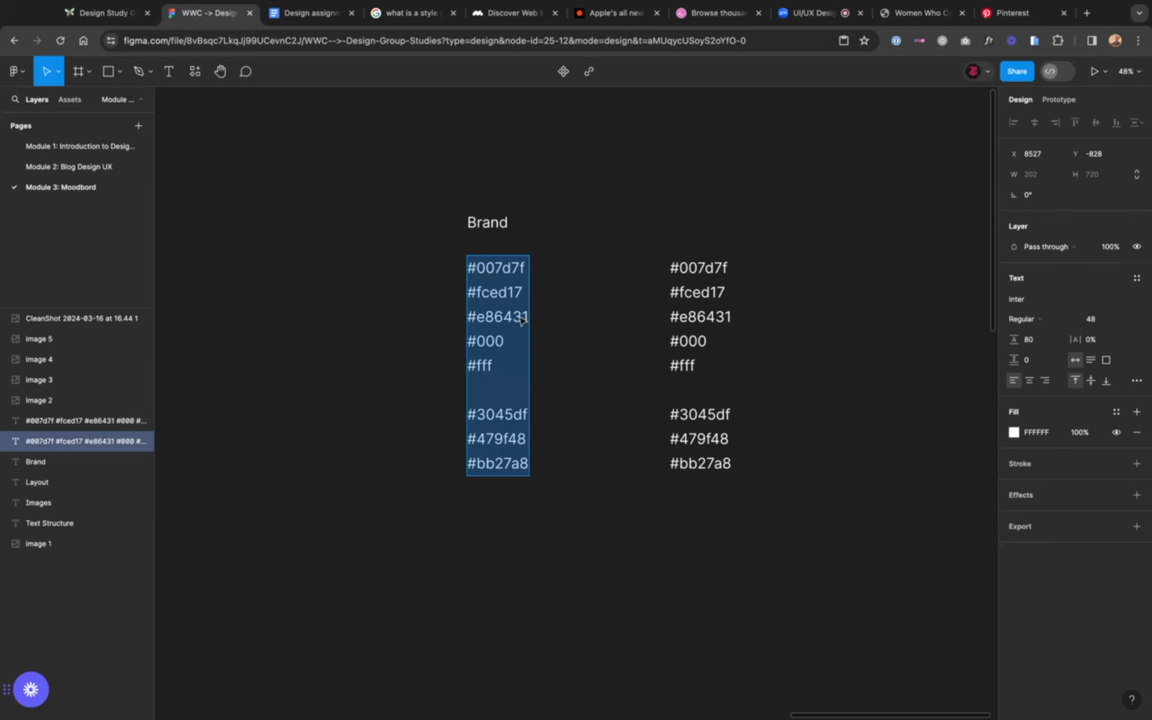 Design Study G
WWC -> Desig
Design assignm
what is a style g
Discover Web M
Apple's all new
Browse thousa
UI/UX Desi
Women Who C
Pinterest
figma.com/file/8vBsqc7LkqJj99UCevnC2J/WWC-->-Design-Group-Studies?type=design&node-id=25-12&mode=design&t=aMUqycUSoyS2oYfO-0
Share
48%
Layers
Assets
Module ...
Design
Prototype
Pages
Module 1: Introduction to Desig...
Module 2: Blog Design UX
Module 3: Moodbord
X 8527
Y -828
W 202
H 720
0°
Layer
Pass through
100%
Text
Inter
Regular
48
80
0%
0
Fill
FFFFFF
100%
Stroke
Effects
Export
CleanShot 2024-03-16 at 16.44 1
image 5
image 4
image 3
image 2
#007d7f #fced17 #e86431 #000 #...
#007d7f #fced17 #e86431 #000 #...
Brand
Layout
Images
Text Structure
image 1
Brand
#007d7f
#fced17
#e86431
#000
#fff
#3045df
#479f48
#bb27a8
#007d7f
#fced17
#e86431
#000
#fff
#3045df
#479f48
#bb27a8
?